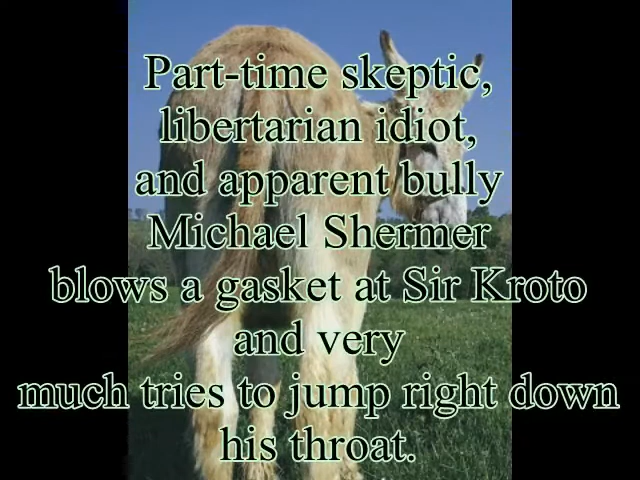 Part-time skeptic,
libertarian idiot,
and apparent bully
Michael Shermer
blows a gasket at Sir Kroto
and very
much tries to jump right down
his throat.